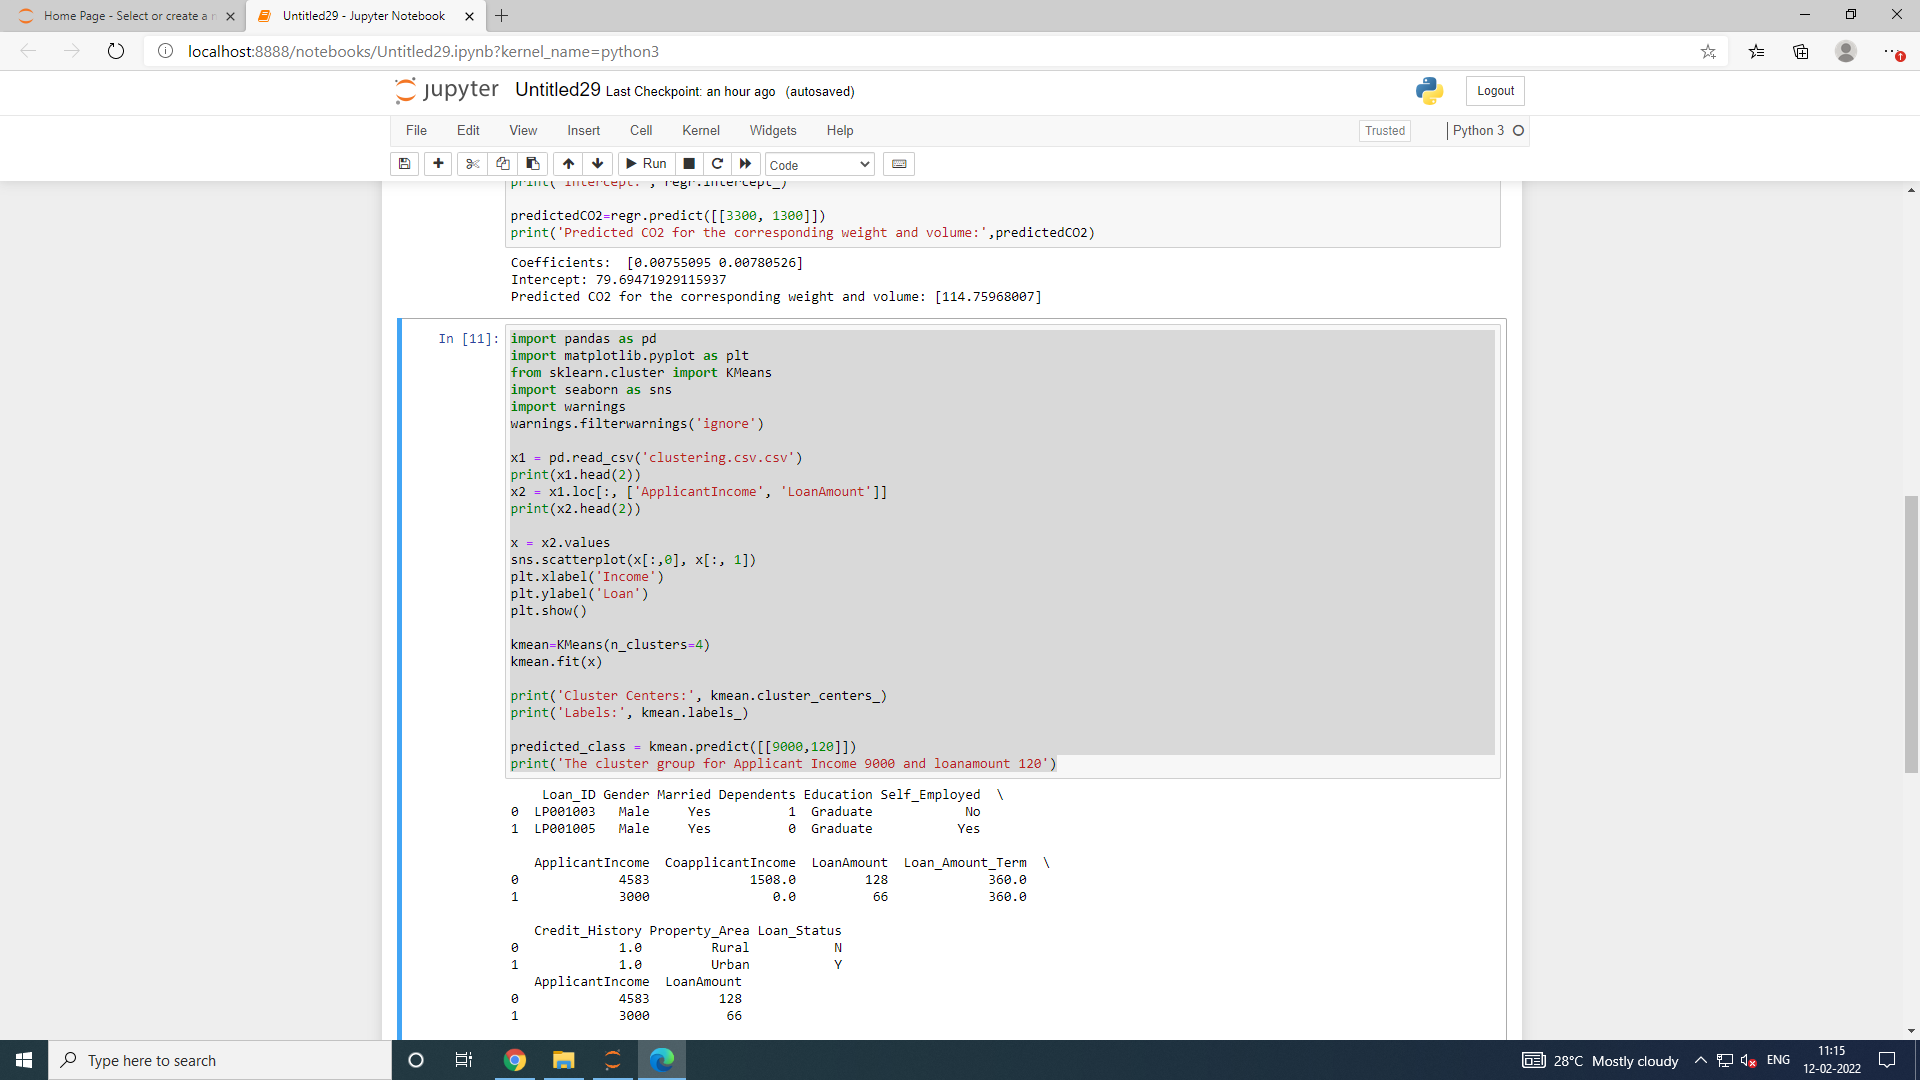 Home Page - Select or create a n
Untitled29 - Jupyter Notebook
localhost:8888/notebooks/Untitled29.ipynb?kernel_name=python3
jupyter Untitled29 Last Checkpoint: an hour ago (autosaved)
Logout
File Edit View Insert Cell Kernel Widgets Help
Trusted
Python 3
Run
Code
print('Intercept:', regr.intercept_)
predictedCO2=regr.predict([[3300, 1300]])
print('Predicted CO2 for the corresponding weight and volume:',predictedCO2)
Coefficients:  [0.00755095 0.00780526]
Intercept: 79.69471929115937
Predicted CO2 for the corresponding weight and volume: [114.75968007]
In [11]:
import pandas as pd
import matplotlib.pyplot as plt
from sklearn.cluster import KMeans
import seaborn as sns
import warnings
warnings.filterwarnings('ignore')
x1 = pd.read_csv('clustering.csv.csv')
print(x1.head(2))
x2 = x1.loc[:, ['ApplicantIncome', 'LoanAmount']]
print(x2.head(2))
x = x2.values
sns.scatterplot(x[:,0], x[:, 1])
plt.xlabel('Income')
plt.ylabel('Loan')
plt.show()
kmean=KMeans(n_clusters=4)
kmean.fit(x)
print('Cluster Centers:', kmean.cluster_centers_)
print('Labels:', kmean.labels_)
predicted_class = kmean.predict([[9000,120]])
print('The cluster group for Applicant Income 9000 and loanamount 120')
Loan_ID Gender Married Dependents Education Self_Employed \
0 LP001003 Male Yes 1 Graduate No
1 LP001005 Male Yes 0 Graduate Yes
ApplicantIncome CoapplicantIncome LoanAmount Loan_Amount_Term \
0 4583 1508.0 128 360.0
1 3000 0.0 66 360.0
Credit_History Property_Area Loan_Status
0 1.0 Rural N
1 1.0 Urban Y
ApplicantIncome LoanAmount
0 4583 128
1 3000 66
Type here to search
28°C Mostly cloudy
ENG
11:15
12-02-2022